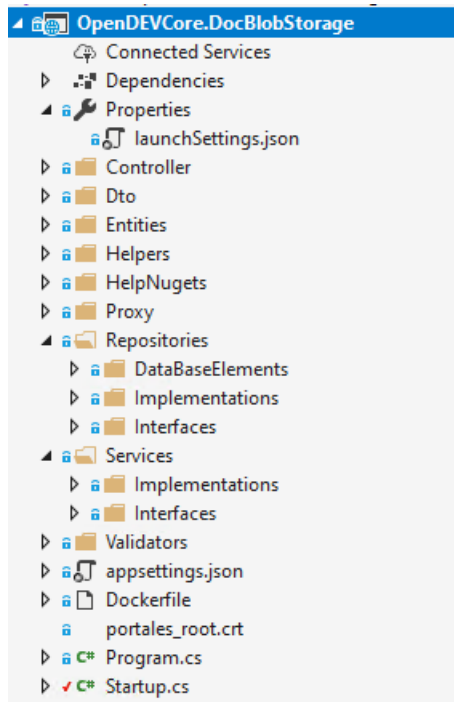 OpenDEVCore.DocBlobStorage
Connected Services
Dependencies
Properties
launchSettings.json
Controller
Dto
Entities
Helpers
HelpNugets
Proxy
Repositories
DataBaseElements
Implementations
Interfaces
Services
Implementations
Interfaces
Validators
appsettings.json
Dockerfile
portales_root.crt
C# Program.cs
C# Startup.cs